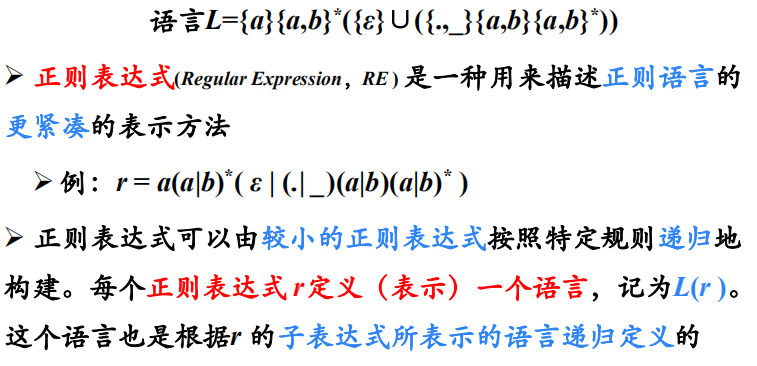 语言L={a}{a,b}*({ε}∪({.,_}{a,b}{a,b}*))
➢ 正则表达式(Regular Expression，RE ) 是一种用来描述正则语言的
更紧凑的表示方法
➢ 例：r = a(a|b)*( ε | (.|_)(a|b)(a|b)* )
➢ 正则表达式可以由较小的正则表达式按照特定规则递归地
构建。每个正则表达式 r定义（表示）一个语言，记为L(r )。
这个语言也是根据r 的子表达式所表示的语言递归定义的